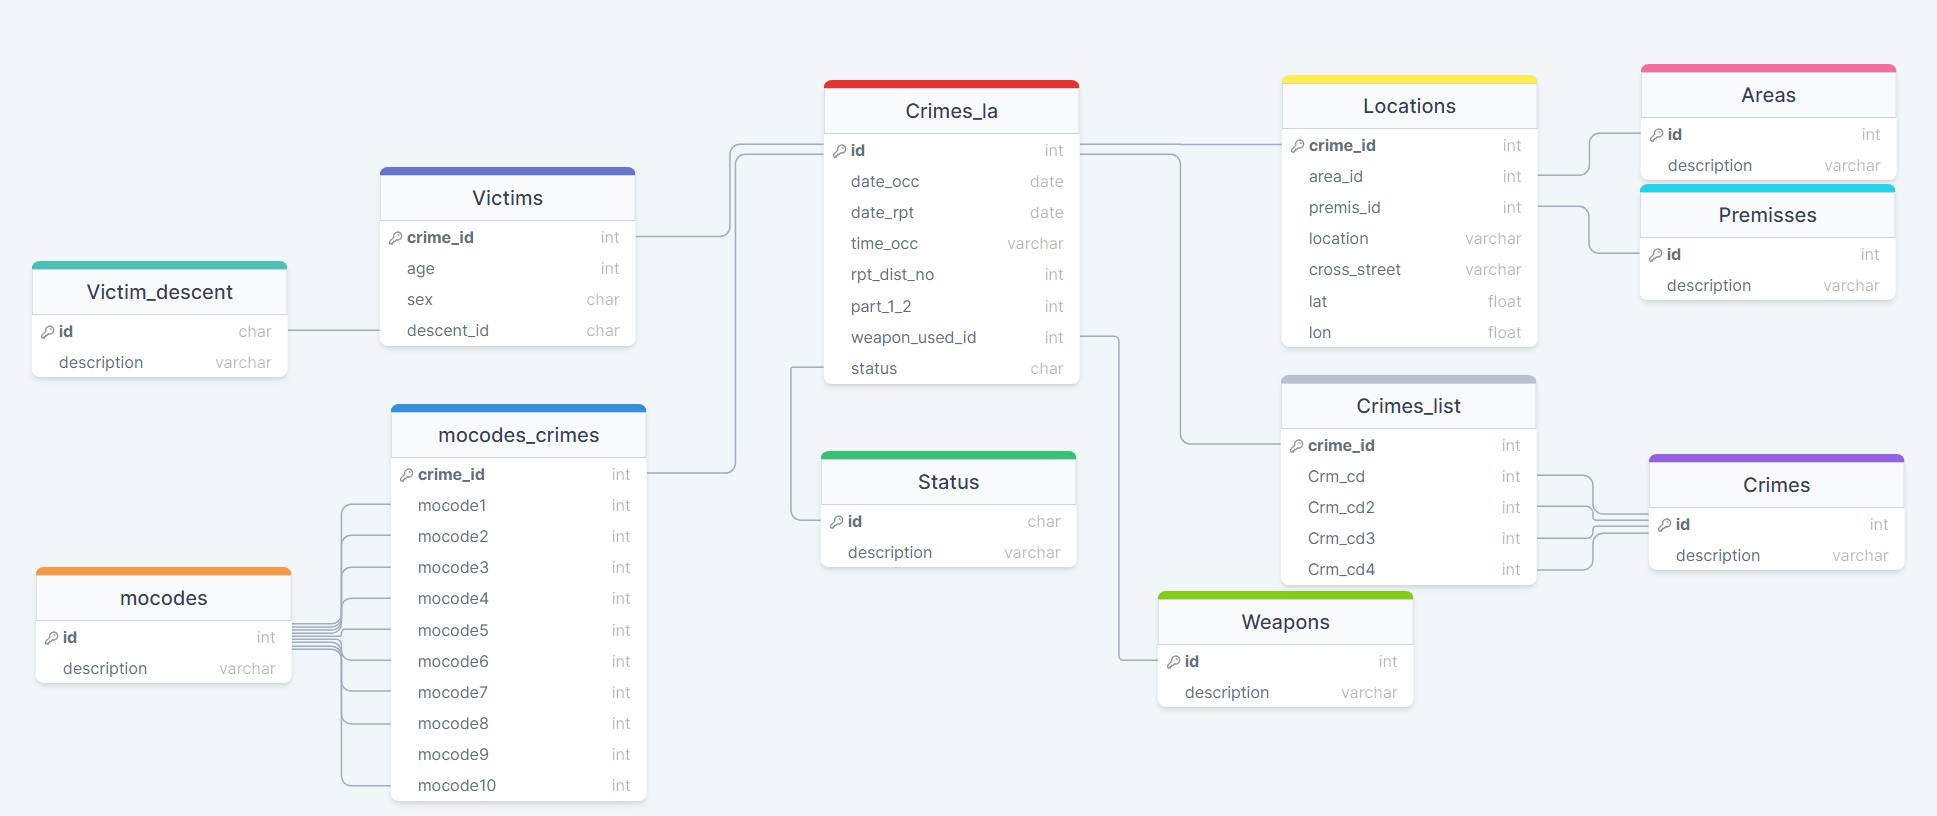 Victim_descent
id char
description varchar
Victims
crime_id int
age int
sex char
descent_id char
mocodes
id int
description varchar
mocodes_crimes
crime_id int
mocode1 int
mocode2 int
mocode3 int
mocode4 int
mocode5 int
mocode6 int
mocode7 int
mocode8 int
mocode9 int
mocode10 int
Crimes_la
id int
date_occ date
date_rpt date
time_occ varchar
rpt_dist_no int
part_1_2 int
weapon_used_id int
status char
Status
id char
description varchar
Locations
crime_id int
area_id int
premis_id int
location varchar
cross_street varchar
lat float
lon float
Crimes_list
crime_id int
Crm_cd int
Crm_cd2 int
Crm_cd3 int
Crm_cd4 int
Weapons
id int
description varchar
Areas
id int
description varchar
Premisses
id int
description varchar
Crimes
id int
description varchar